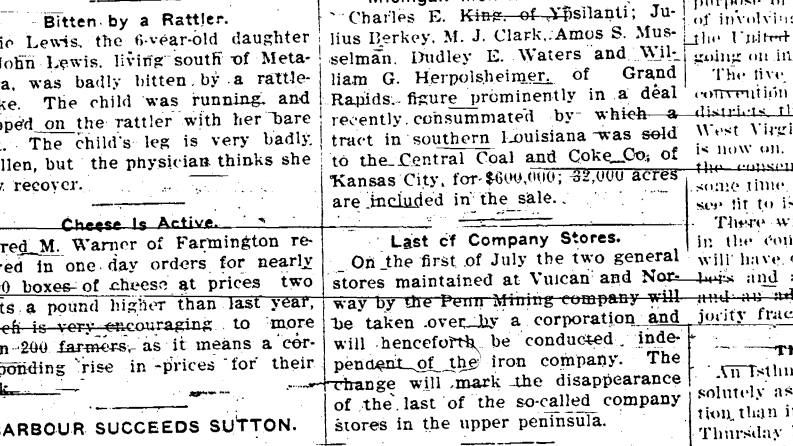 Bitten by a Rattler.
Lewis, the 6-year-old daughter
John Lewis, living south of Meta-
a, was badly bitten by a rattle-
ke. The child was running, and
pped on the rattler with her bare
The child's leg is very badly
llen, but the physician thinks she
recover.
Cheese Is Active.
red M. Warner of Farmington re-
ed in one day orders for nearly
0 boxes of cheese at prices two
ts a pound higher than last year,
ch is very encouraging to more
n 200 farmers, as it means a cor-
ponding rise in prices for their
k.
ARBOUR SUCCEEDS SUTTON.
Charles E. King, of Ypsilanti; Ju-
lius Berkey, M. J. Clark, Amos S. Mus-
selman, Dudley E. Waters and Wil-
liam G. Herpolsheimer, of Grand
Rapids, figure prominently in a deal
recently consummated by which a
tract in southern Louisiana was sold
to the Central Coal and Coke Co. of
Kansas City, for $600,000; 32,000 acres
are included in the sale.
Last of Company Stores.
On the first of July the two general
stores maintained at Vulcan and Nor-
way by the Penn Mining company will
be taken over by a corporation and
will henceforth be conducted inde-
pendent of the iron company. The
change will mark the disappearance
of the last of the so-called company
stores in the upper peninsula.
purpose of
of involving
the United
going on in
The five
convention
districts, th
West Virgi
is now on.
the consen
some time
see fit to is
There w
in the con
will have
bers and a
and an ad
jority frac
An Isthm
solutely as
tion than i
Thursday